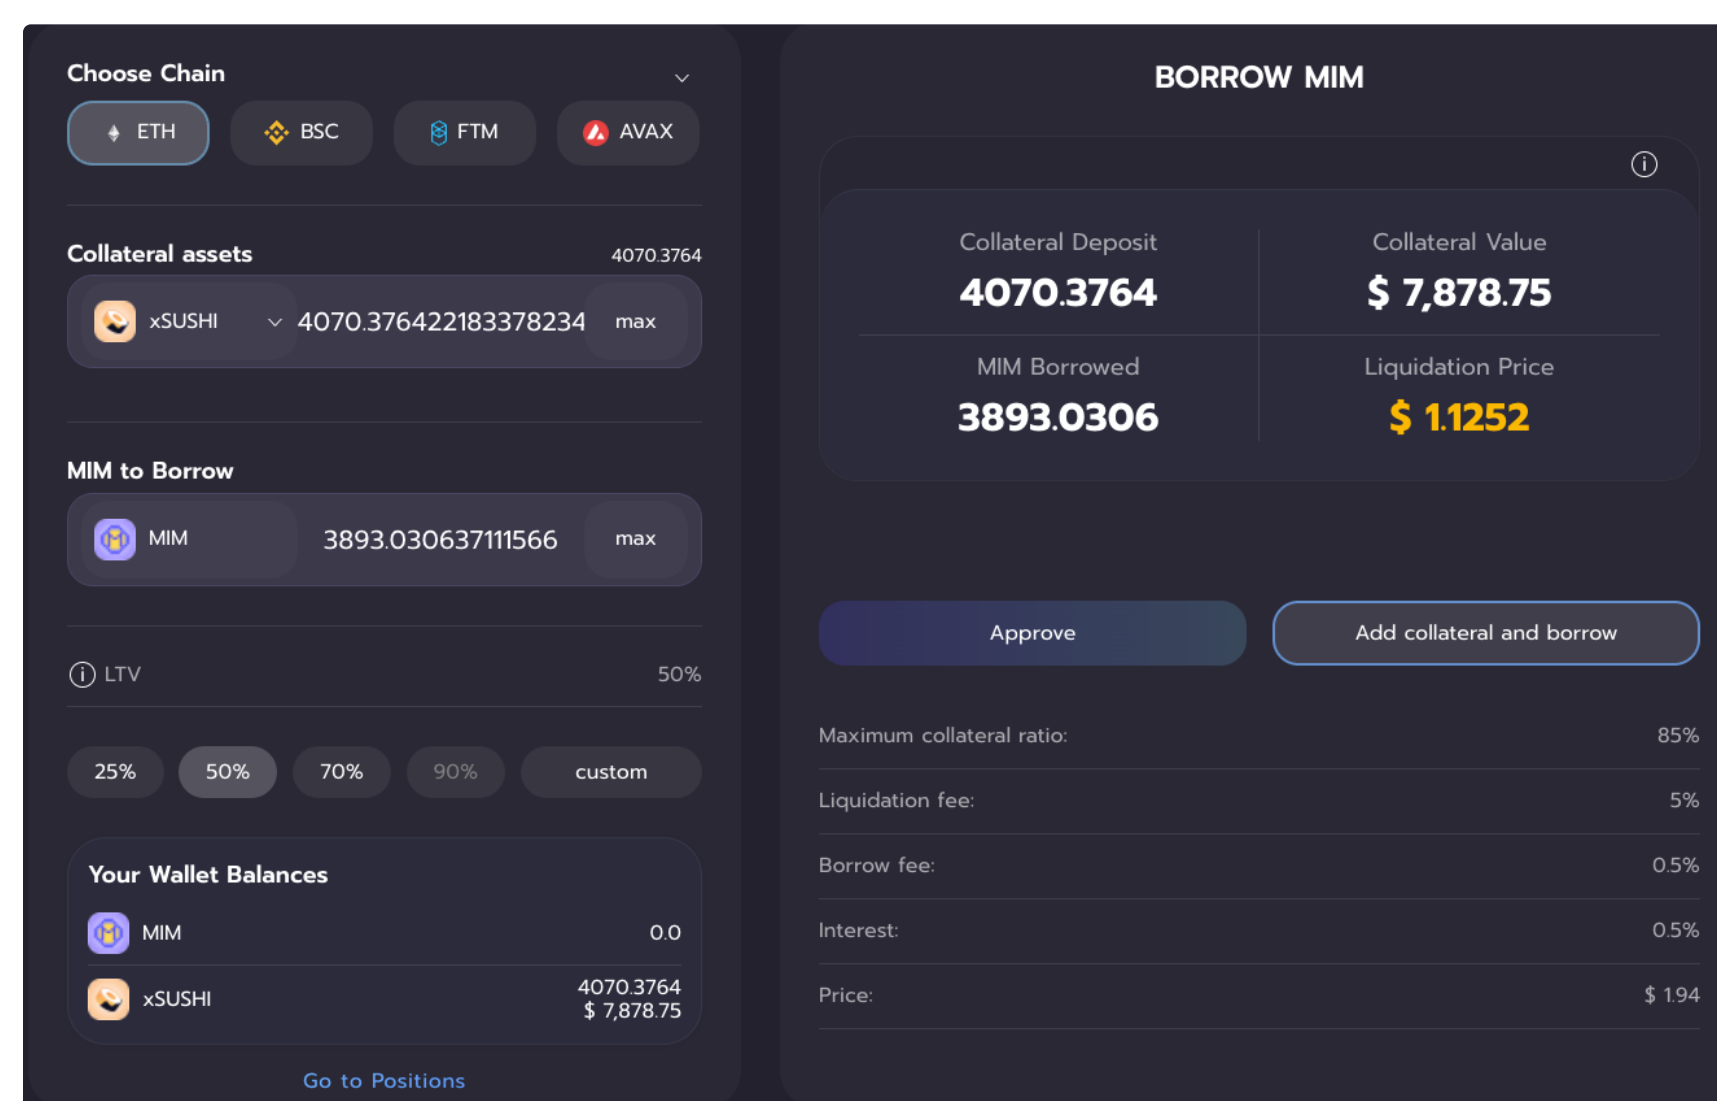 Choose Chain
ETH
BSC
FTM
AVAX
Collateral assets
4070.3764
xSUSHI
4070.376422183378234
max
MIM to Borrow
MIM
3893.030637111566
max
LTV
50%
25%
50%
70%
90%
custom
Your Wallet Balances
MIM
0.0
xSUSHI
4070.3764
$ 7,878.75
Go to Positions
BORROW MIM
Collateral Deposit
4070.3764
Collateral Value
$ 7,878.75
MIM Borrowed
3893.0306
Liquidation Price
$ 1.1252
Approve
Add collateral and borrow
Maximum collateral ratio:
85%
Liquidation fee:
5%
Borrow fee:
0.5%
Interest:
0.5%
Price:
$ 1.94